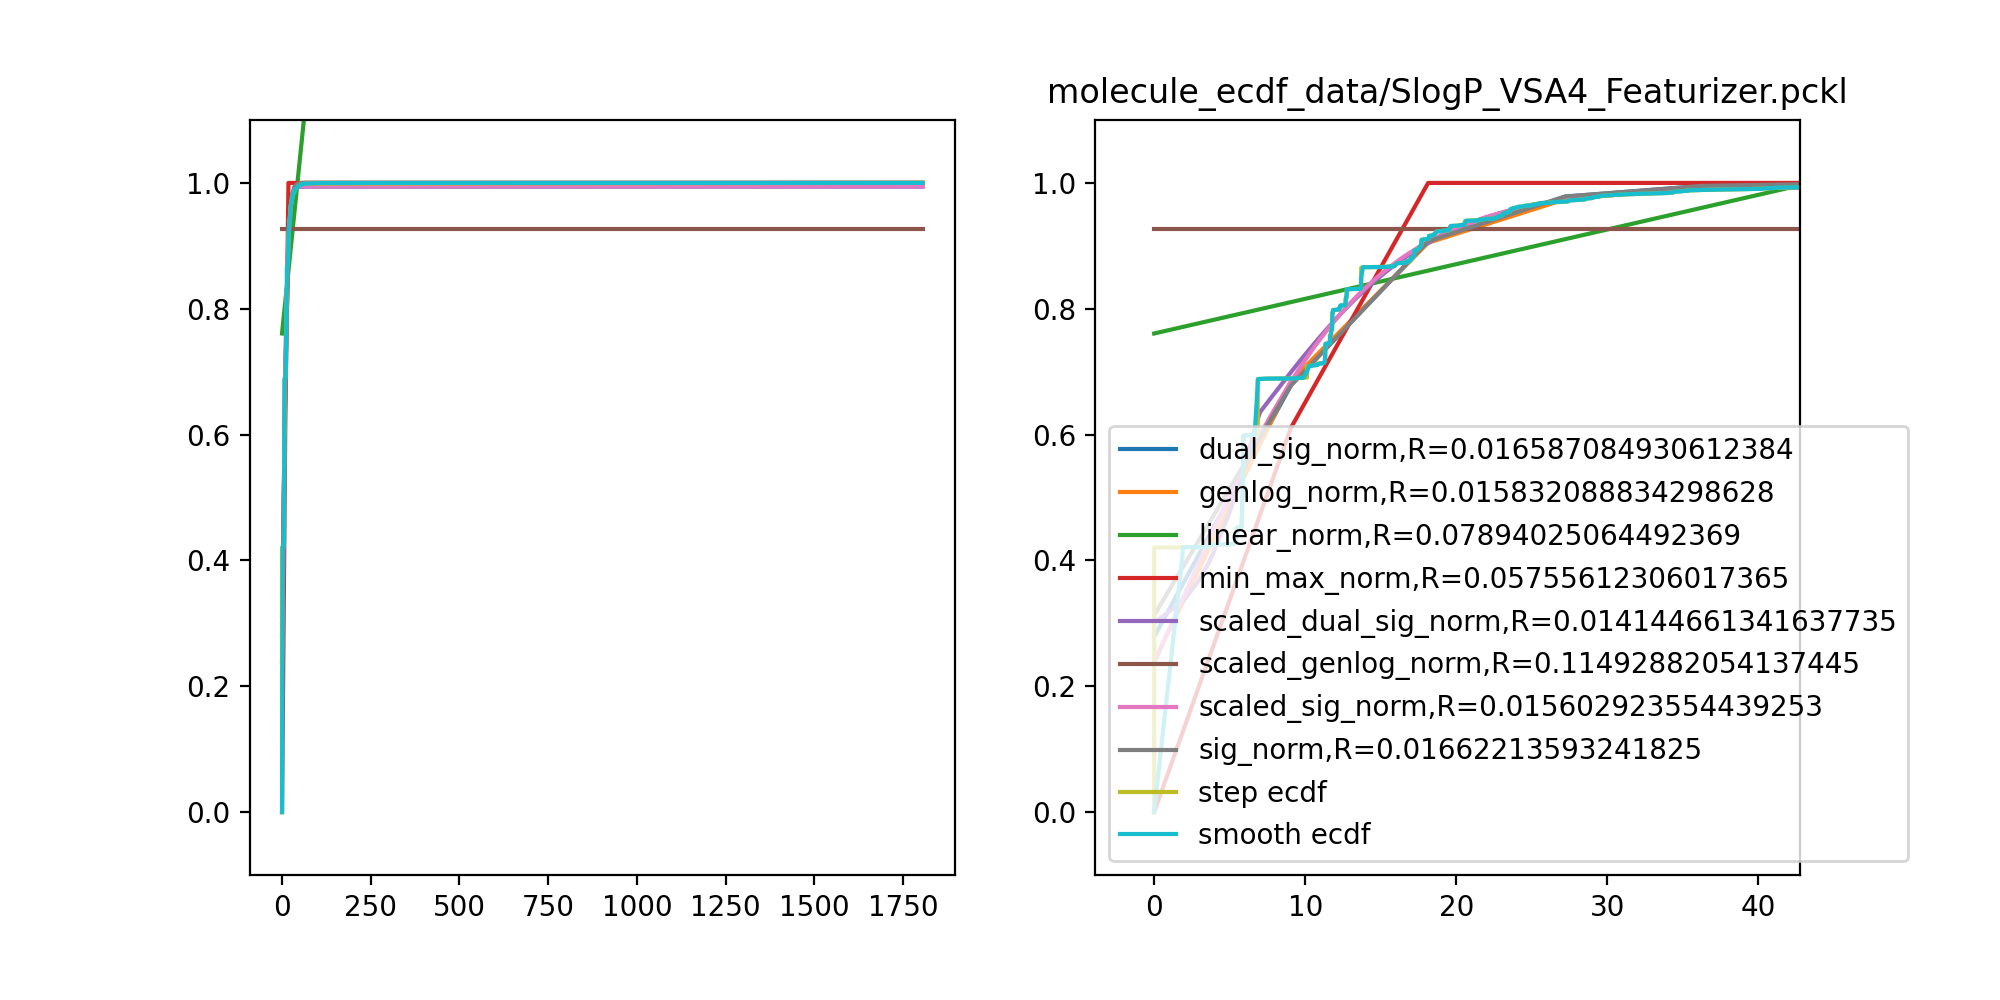 molecule_ecdf_data/SlogP_VSA4_Featurizer.pckl
1.0
0.8
0.6
0.4
0.2
0.0
0 250 500 750 1000 1250 1500 1750
1.0
0.8
0.6
0.4
0.2
0.0
0 10 20 30 40
dual_sig_norm,R=0.016587084930612384
genlog_norm,R=0.015832088834298628
linear_norm,R=0.07894025064492369
min_max_norm,R=0.05755612306017365
scaled_dual_sig_norm,R=0.014144661341637735
scaled_genlog_norm,R=0.11492882054137445
scaled_sig_norm,R=0.015602923554439253
sig_norm,R=0.01662213593241825
step ecdf
smooth ecdf